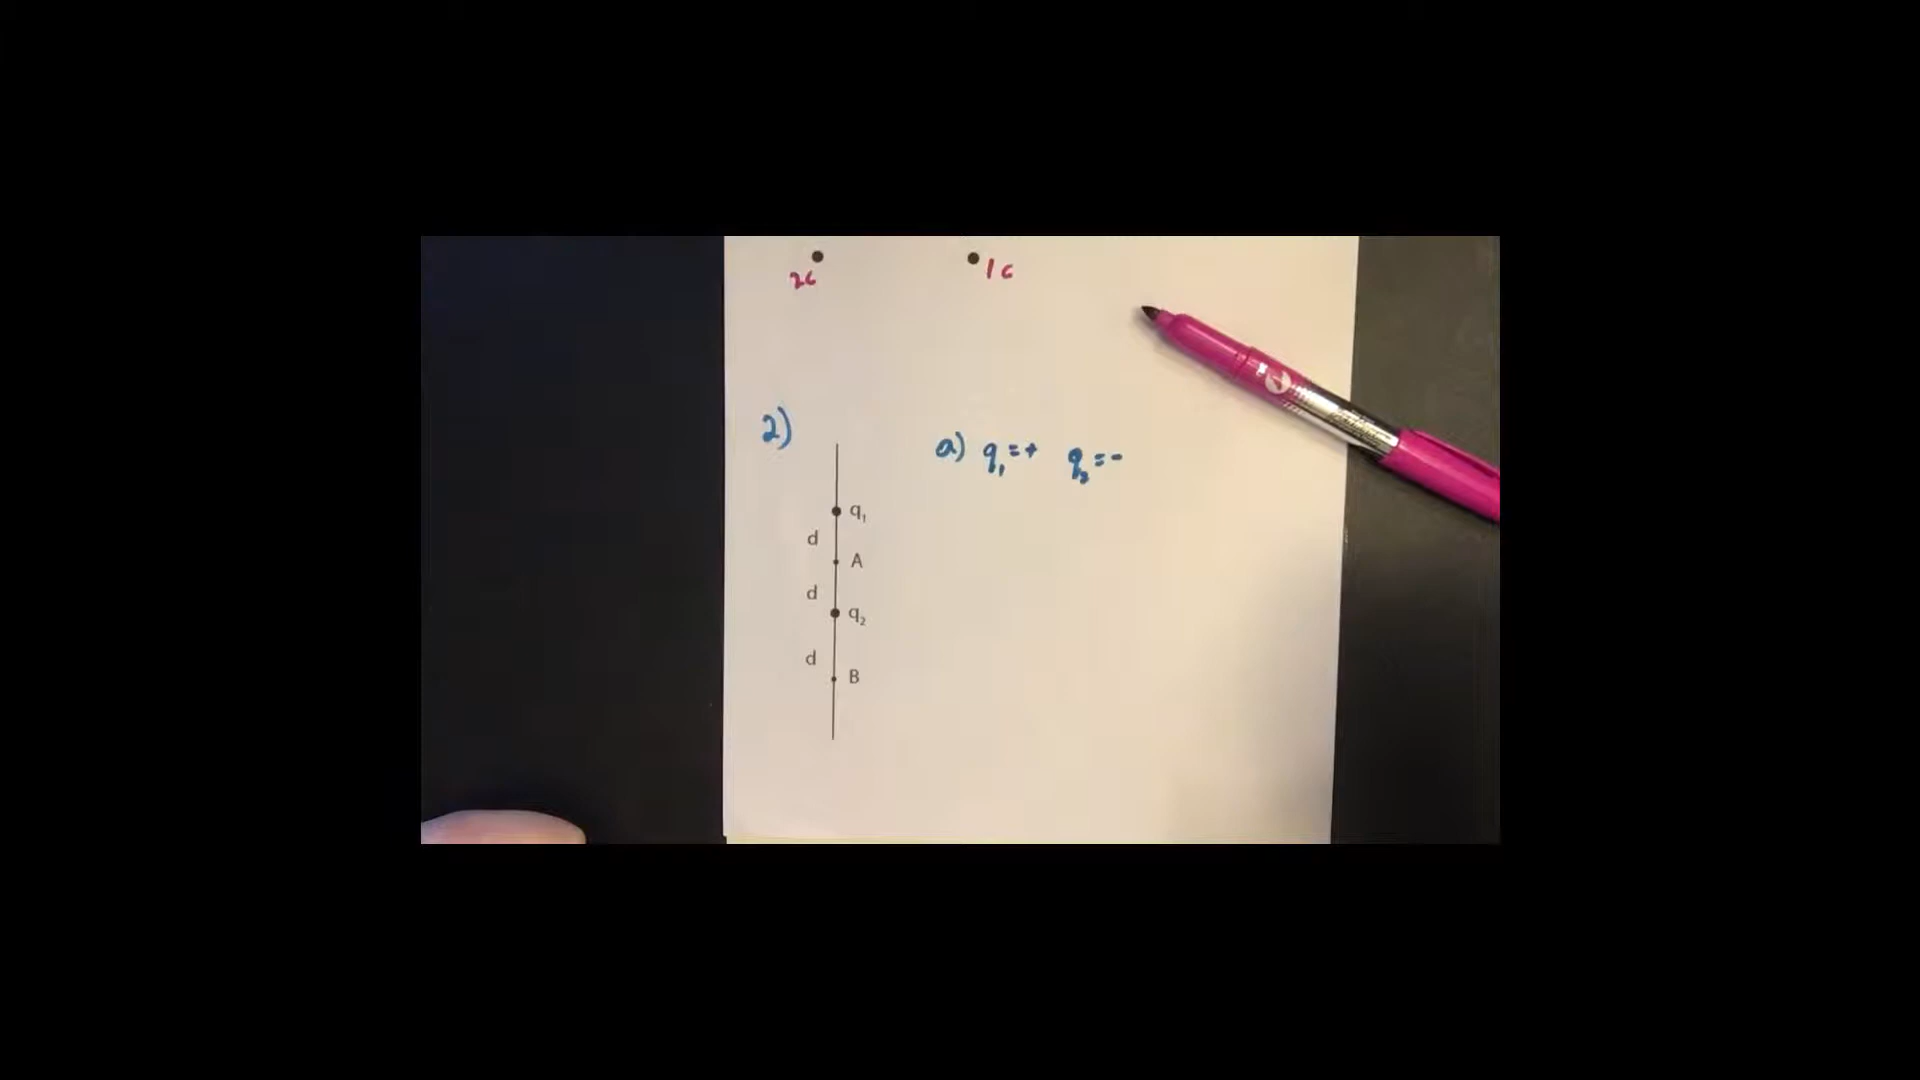 2C 1C
2)
a) q₁=+ q₂=-
q₁
d
A
d
q₂
d
B